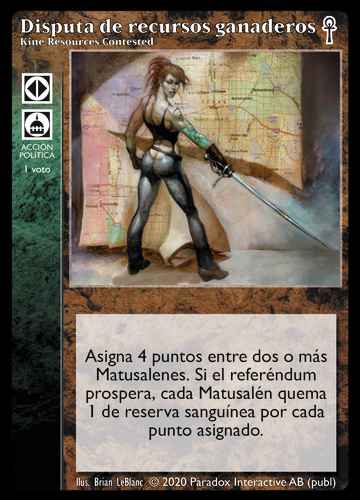 Disputa de recursos ganaderos
Kine Resources Contested
ACCIÓN
POLÍTICA
1 voto
Asigna 4 puntos entre dos o más
Matusalenes. Si el referéndum
prospera, cada Matusalén quema
1 de reserva sanguínea por cada
punto asignado.
Ilus. Brian LeBlanc © 2020 Paradox Interactive AB (publ)